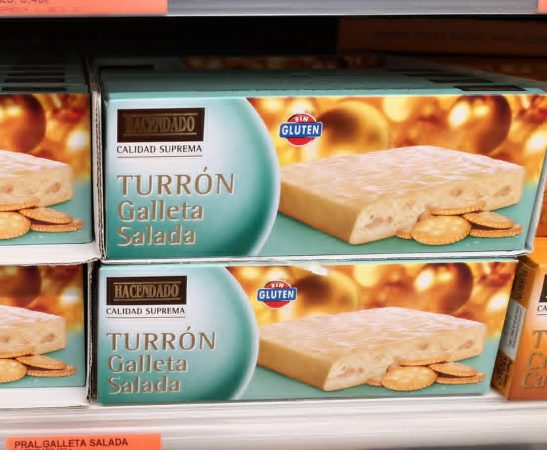 HACENDADO
CALIDAD SUPREMA
TURRÓN
Galleta
Salada
SIN
GLUTEN
HACENDADO
CALIDAD SUPREMA
TURRÓN
Galleta
Salada
SIN
GLUTEN
PRAL.GALLETA SALADA